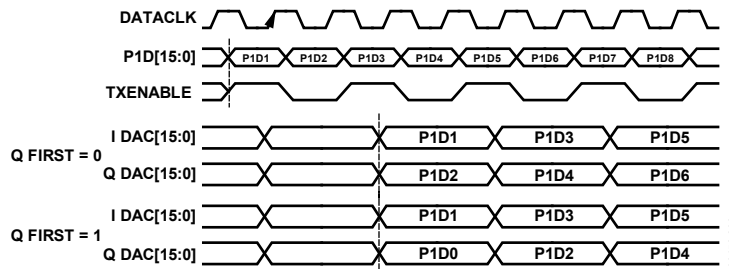 DATACLK
P1D[15:0] P1D1 P1D2 P1D3 P1D4 P1D5 P1D6 P1D7 P1D8
TXENABLE
Q FIRST = 0
I DAC[15:0] P1D1 P1D3 P1D5
Q DAC[15:0] P1D2 P1D4 P1D6
Q FIRST = 1
I DAC[15:0] P1D1 P1D3 P1D5
Q DAC[15:0] P1D0 P1D2 P1D4